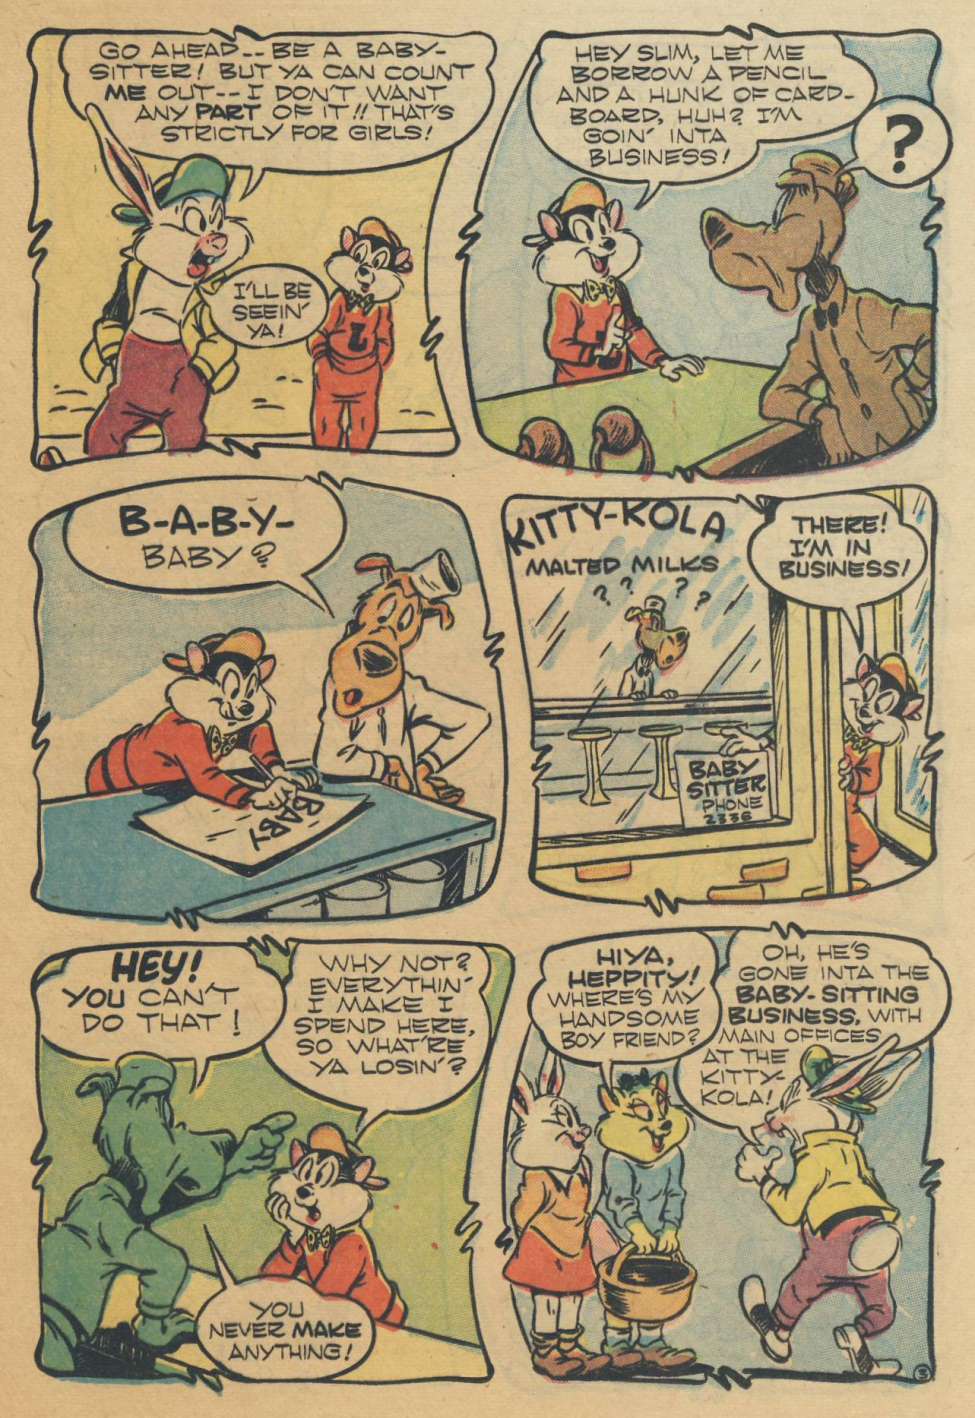 GO AHEAD--BE A BABY-
SITTER! BUT YA CAN COUNT
ME OUT--I DON'T WANT
ANY PART OF IT!! THAT'S
STRICTLY FOR GIRLS!
I'LL BE
SEEIN'
YA!
L
HEY SLIM, LET ME
BORROW A PENCIL
AND A HUNK OF CARD-
BOARD, HUH? I'M
GOIN' INTA
BUSINESS!
?
B-A-B-Y-
BABY?
BABY
KITTY-KOLA
MALTED MILKS
? ? ? ?
THERE!
I'M IN
BUSINESS!
BABY
SITTER
PHONE
2336
HEY!
YOU CAN'T
DO THAT!
WHY NOT?
EVERYTHIN'
I MAKE I
SPEND HERE,
SO WHAT'RE
YA LOSIN'?
YOU
NEVER MAKE
ANYTHING!
HIYA,
HEPPITY!
WHERE'S MY
HANDSOME
BOY FRIEND?
OH, HE'S
GONE INTA THE
BABY-SITTING
BUSINESS, WITH
MAIN OFFICES
AT THE
KITTY-
KOLA!